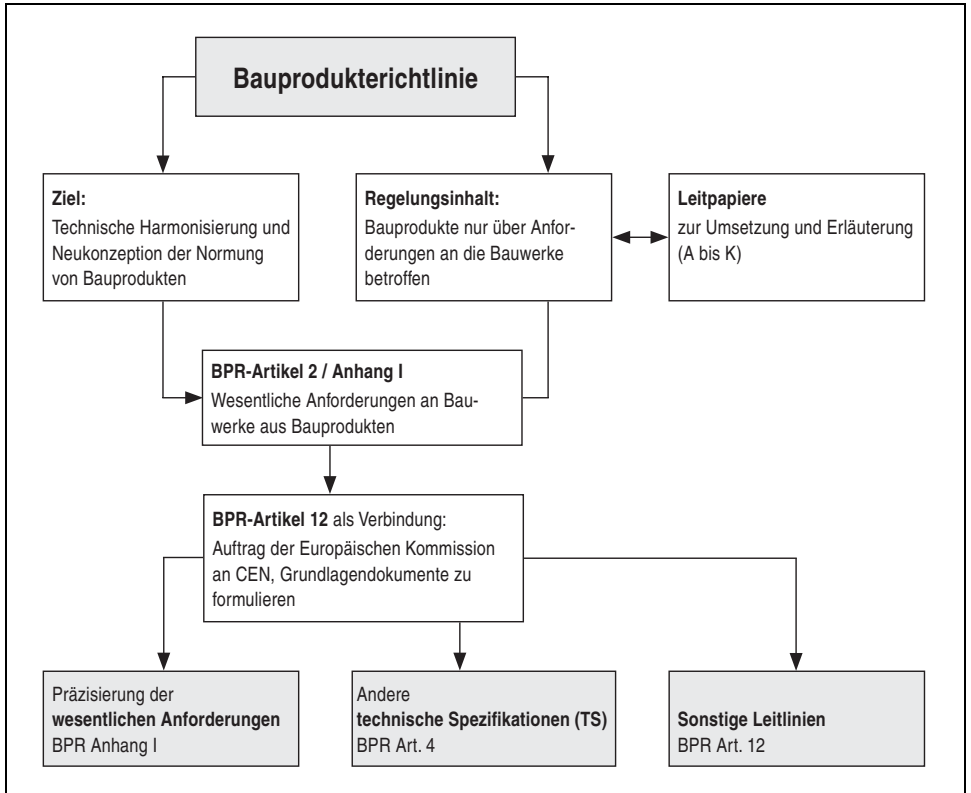 Bauprodukterichtlinie
Ziel:
Technische Harmonisierung und
Neukonzeption der Normung
von Bauprodukten
Regelungsinhalt:
Bauprodukte nur über Anfor-
derungen an die Bauwerke
betroffen
Leitpapiere
zur Umsetzung und Erläuterung
(A bis K)
BPR-Artikel 2 / Anhang I
Wesentliche Anforderungen an Bau-
werke aus Bauprodukten
BPR-Artikel 12 als Verbindung:
Auftrag der Europäischen Kommission
an CEN, Grundlagendokumente zu
formulieren
Präzisierung der
wesentlichen Anforderungen
BPR Anhang I
Andere
technische Spezifikationen (TS)
BPR Art. 4
Sonstige Leitlinien
BPR Art. 12